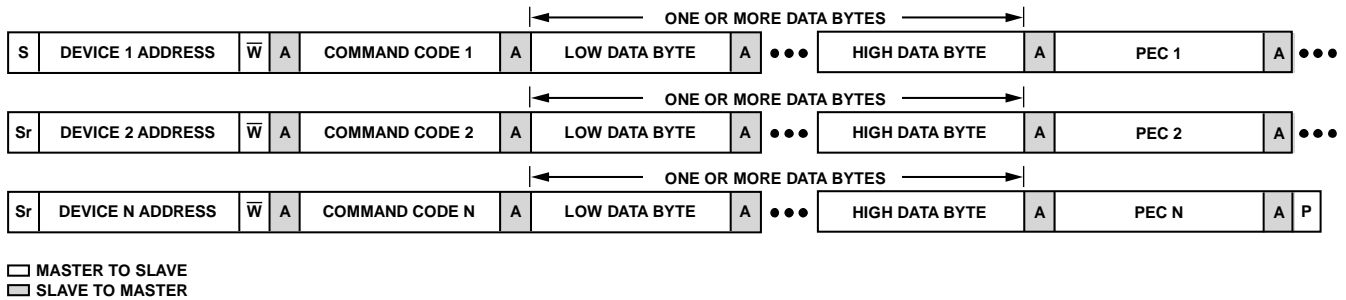 ONE OR MORE DATA BYTES
S DEVICE 1 ADDRESS W̅ A COMMAND CODE 1 A LOW DATA BYTE A ••• HIGH DATA BYTE A PEC 1 A •••
ONE OR MORE DATA BYTES
Sr DEVICE 2 ADDRESS W̅ A COMMAND CODE 2 A LOW DATA BYTE A ••• HIGH DATA BYTE A PEC 2 A •••
ONE OR MORE DATA BYTES
Sr DEVICE N ADDRESS W̅ A COMMAND CODE N A LOW DATA BYTE A ••• HIGH DATA BYTE A PEC N A P
MASTER TO SLAVE
SLAVE TO MASTER